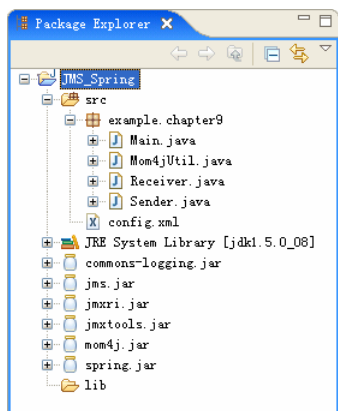 Package Explorer
JMS_Spring
src
example.chapter9
Main.java
Mom4jUtil.java
Receiver.java
Sender.java
config.xml
JRE System Library [jdk1.5.0_08]
commons-logging.jar
jms.jar
jmxri.jar
jmxtools.jar
mom4j.jar
spring.jar
lib